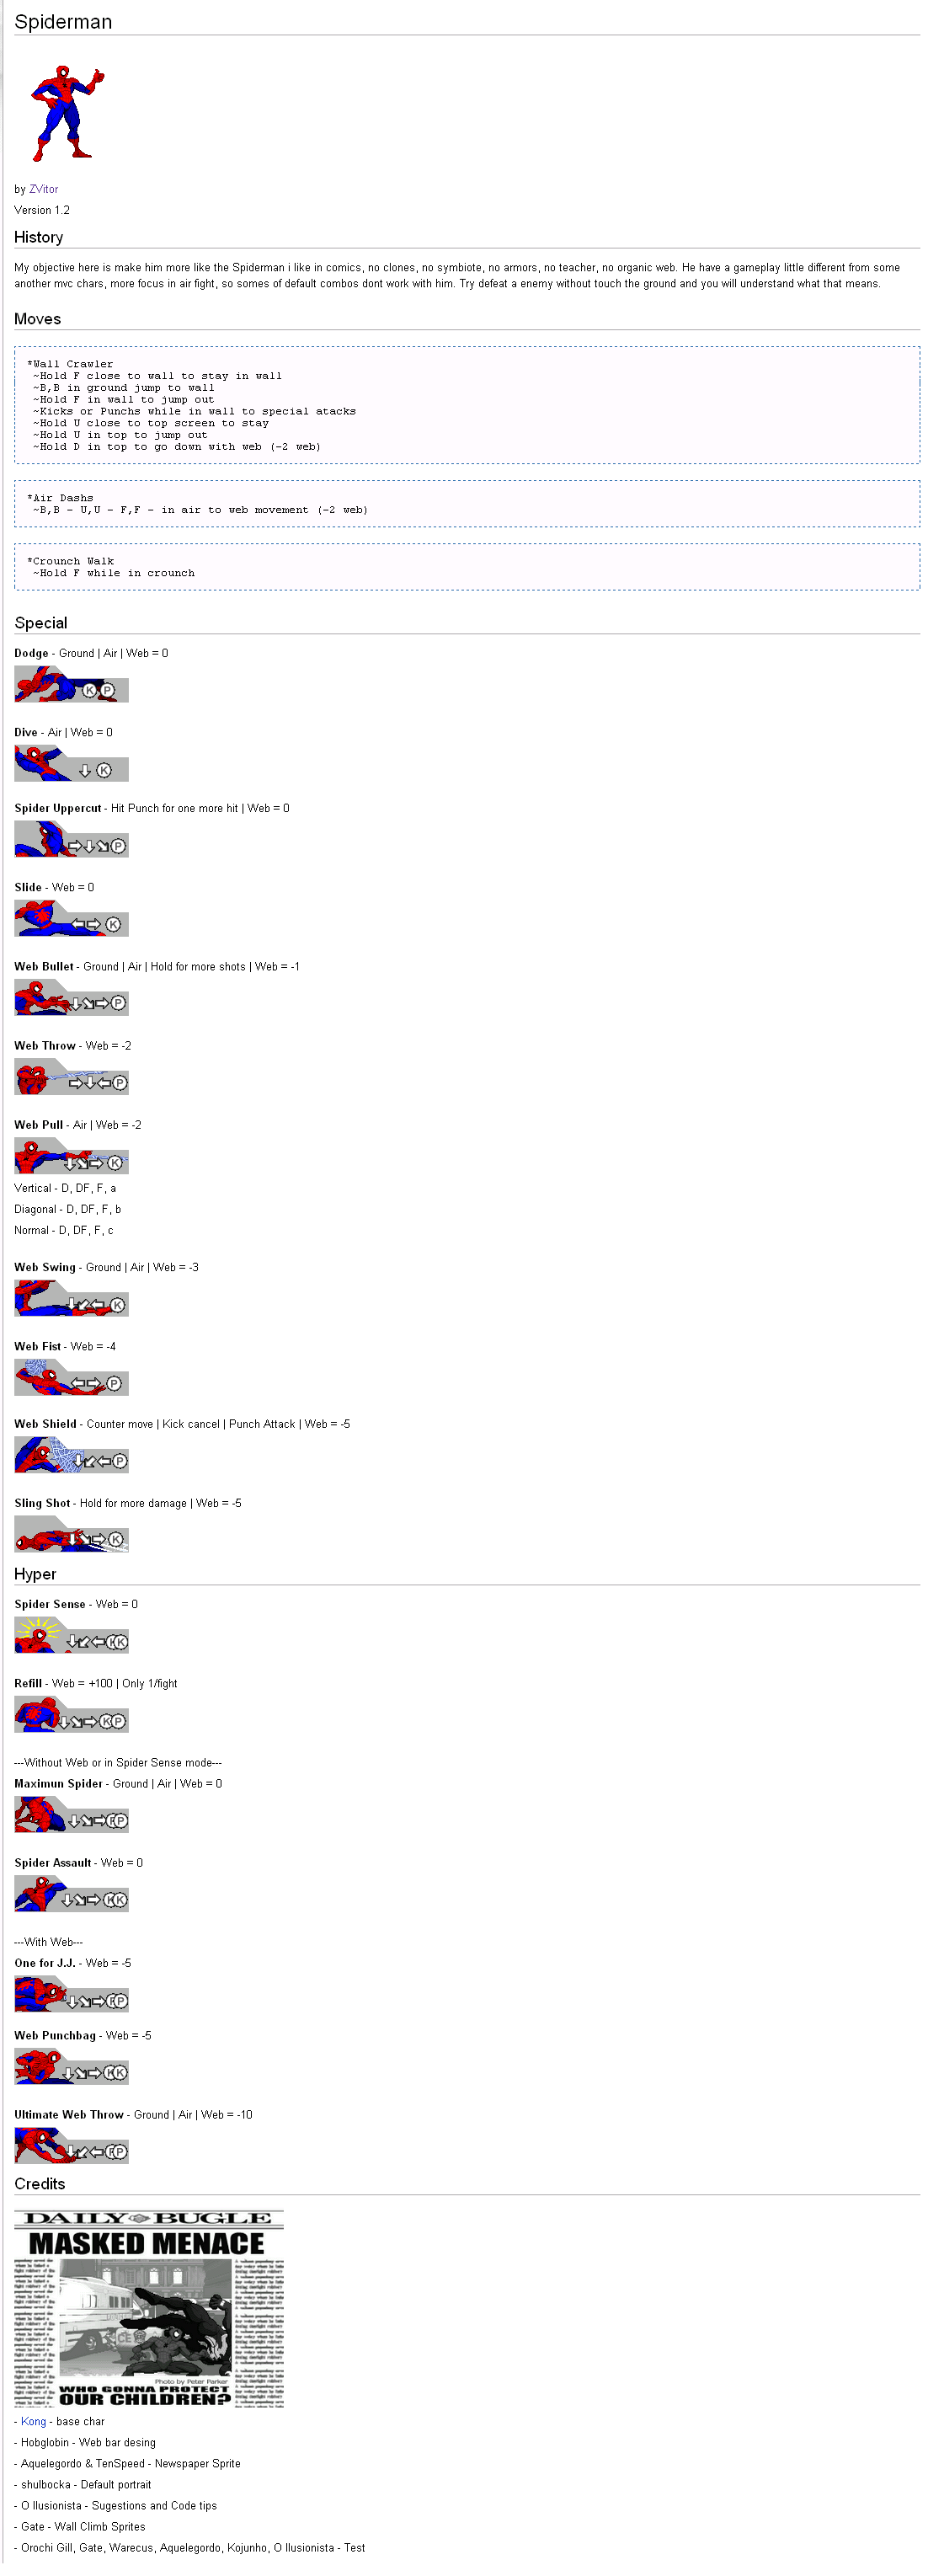 Spiderman
by ZVitor
Version 1.2
History
My objective here is make him more like the Spiderman i like in comics, no clones, no symbiote, no armors, no teacher, no organic web. He have a gameplay little different from some
another mvc chars, more focus in air fight, so somes of default combos dont work with him. Try defeat a enemy without touch the ground and you will understand what that means.
Moves
*Wall Crawler
~Hold F close to wall to stay in wall
~B,B in ground jump to wall
~Hold F in wall to jump out
~Kicks or Punchs while in wall to special atacks
~Hold U close to top screen to stay
~Hold U in top to jump out
~Hold D in top to go down with web (-2 web)
*Air Dashs
~B,B - U,U - F,F - in air to web movement (-2 web)
*Crounch Walk
~Hold F while in crounch
Special
Dodge - Ground | Air | Web = 0
K P
Dive - Air | Web = 0
K
Spider Uppercut - Hit Punch for one more hit | Web = 0
P
Slide - Web = 0
K
Web Bullet - Ground | Air | Hold for more shots | Web = -1
P
Web Throw - Web = -2
P
Web Pull - Air | Web = -2
K
Vertical - D, DF, F, a
Diagonal - D, DF, F, b
Normal - D, DF, F, c
Web Swing - Ground | Air | Web = -3
K
Web Fist - Web = -4
P
Web Shield - Counter move | Kick cancel | Punch Attack | Web = -5
P
Sling Shot - Hold for more damage | Web = -5
K
Hyper
Spider Sense - Web = 0
KK
Refill - Web = +100 | Only 1/fight
KP
---Without Web or in Spider Sense mode---
Maximun Spider - Ground | Air | Web = 0
PP
Spider Assault - Web = 0
KK
---With Web---
One for J.J. - Web = -5
PP
Web Punchbag - Web = -5
KK
Ultimate Web Throw - Ground | Air | Web = -10
PP
Credits
DAILY BUGLE
MASKED MENACE
Photo by Peter Parker
WHO GONNA PROTECT
OUR CHILDREN?
- Kong - base char
- Hobglobin - Web bar desing
- Aquelegordo & TenSpeed - Newspaper Sprite
- shulbocka - Default portrait
- O Ilusionista - Sugestions and Code tips
- Gate - Wall Climb Sprites
- Orochi Gill, Gate, Warecus, Aquelegordo, Kojunho, O Ilusionista - Test